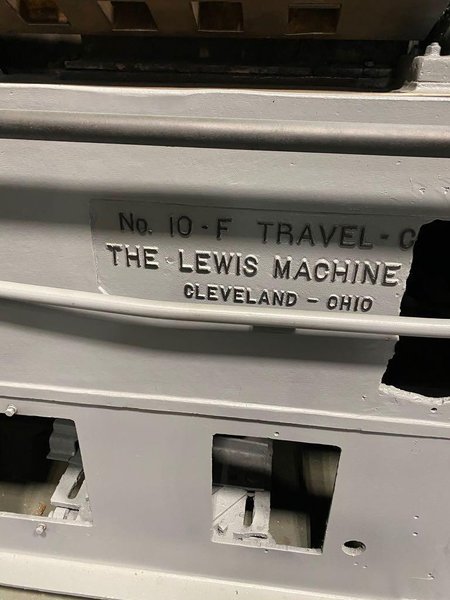 No. 10-F TRAVEL-C
THE LEWIS MACHINE
CLEVELAND - OHIO